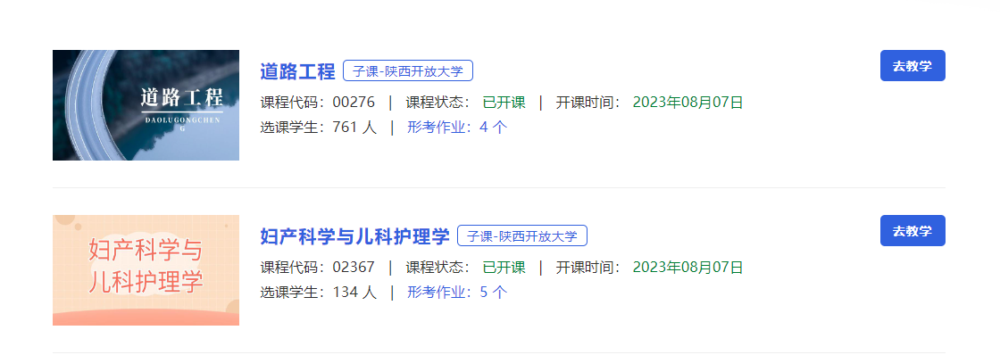 道路工程
DAOLUGONGCHEN
G
道路工程 子课-陕西开放大学 去教学
课程代码：00276 | 课程状态： 已开课 | 开课时间： 2023年08月07日
选课学生：761 人 | 形考作业：4 个
妇产科学与
儿科护理学
妇产科学与儿科护理学 子课-陕西开放大学 去教学
课程代码：02367 | 课程状态： 已开课 | 开课时间： 2023年08月07日
选课学生：134 人 | 形考作业：5 个